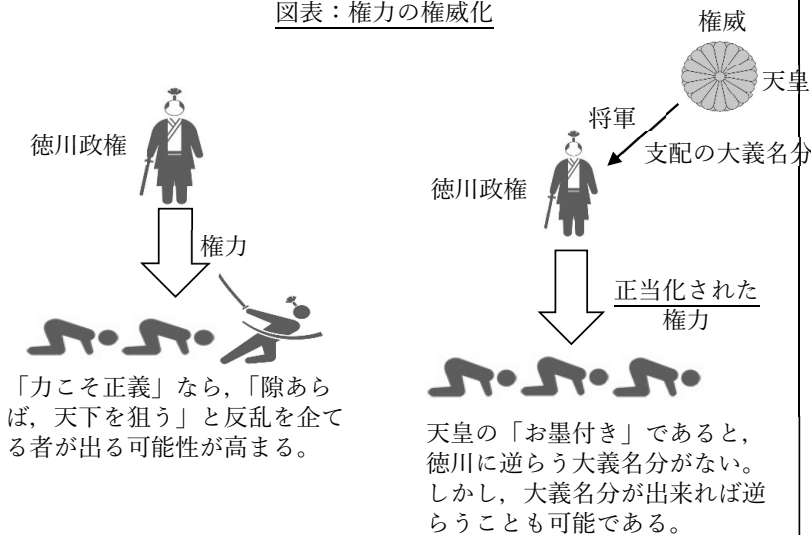 図表：権力の権威化
徳川政権
権力
「力こそ正義」なら，「隙あら
ば，天下を狙う」と反乱を企て
る者が出る可能性が高まる。
権威
天皇
将軍
支配の大義名分
徳川政権
正当化された
権力
天皇の「お墨付き」であると，
徳川に逆らう大義名分がない。
しかし，大義名分が出来れば逆
らうことも可能である。